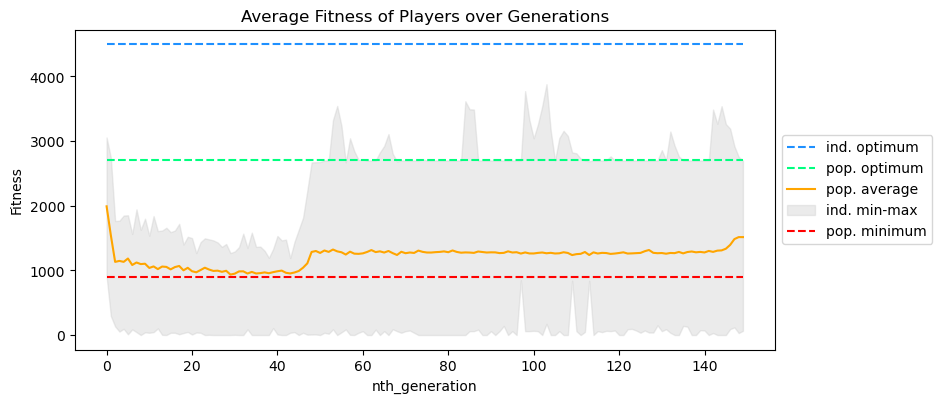 Average Fitness of Players over Generations
Fitness
4000
3000
2000
1000
0
0 20 40 60 80 100 120 140
nth_generation
ind. optimum
pop. optimum
pop. average
ind. min-max
pop. minimum